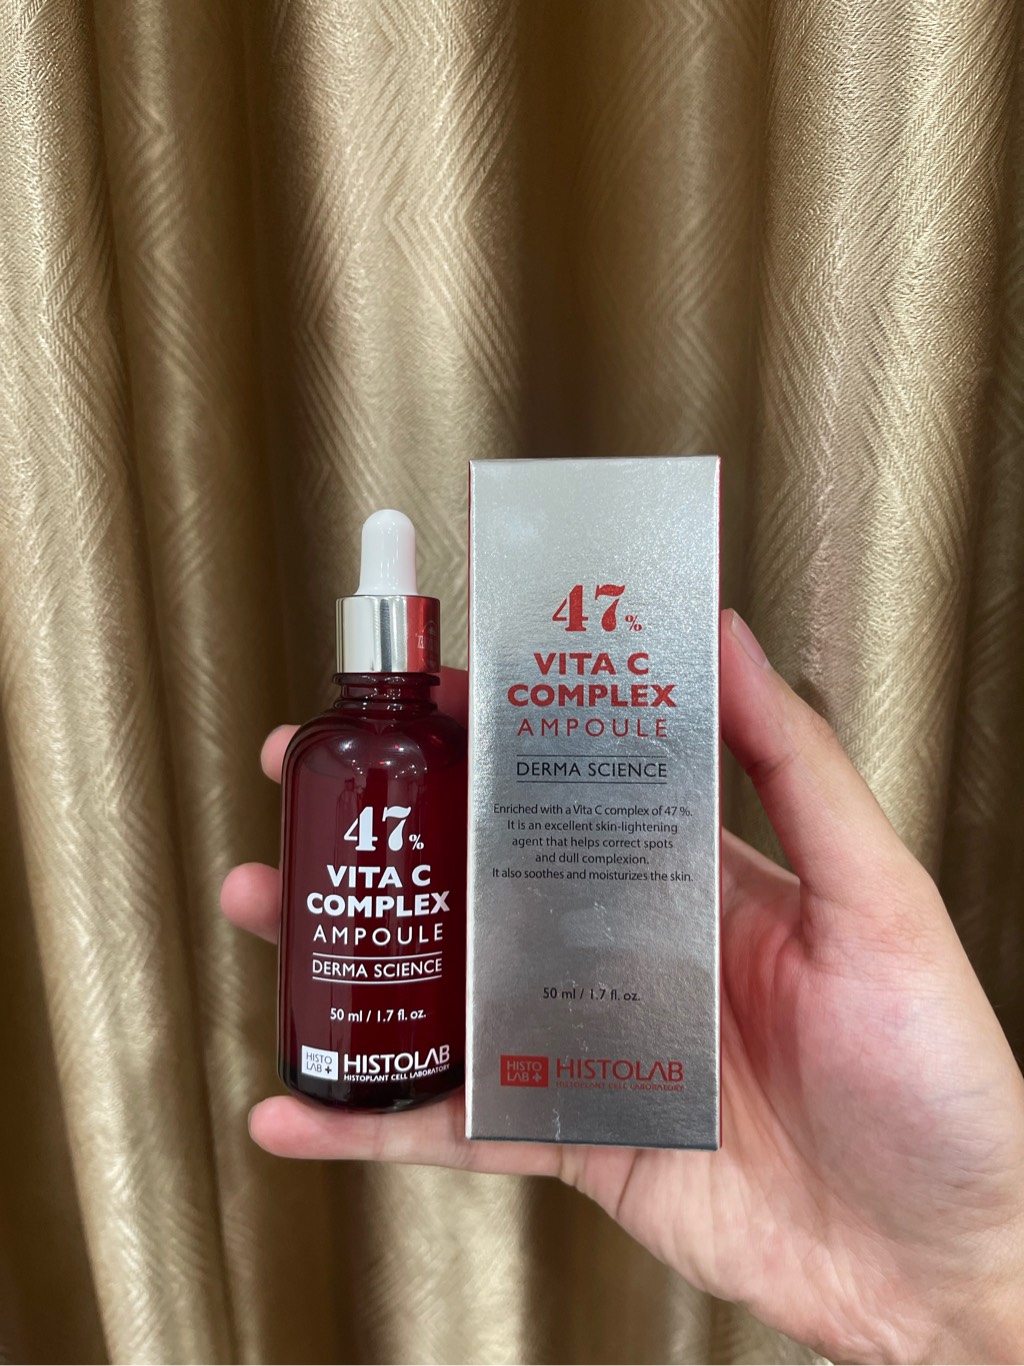 47%
VITA C
COMPLEX
AMPOULE
DERMA SCIENCE
50 ml / 1.7 fl. oz.
HISTO
LAB+
HISTOLAB
HISTOPLANT CELL LABORATORY
47%
VITA C
COMPLEX
AMPOULE
DERMA SCIENCE
Enriched with a Vita C complex of 47 %.
It is an excellent skin-lightening
agent that helps correct spots
and dull complexion.
It also soothes and moisturizes the skin.
50 ml / 1.7 fl. oz.
HISTO
LAB+
HISTOLAB
HISTOPLANT CELL LABORATORY